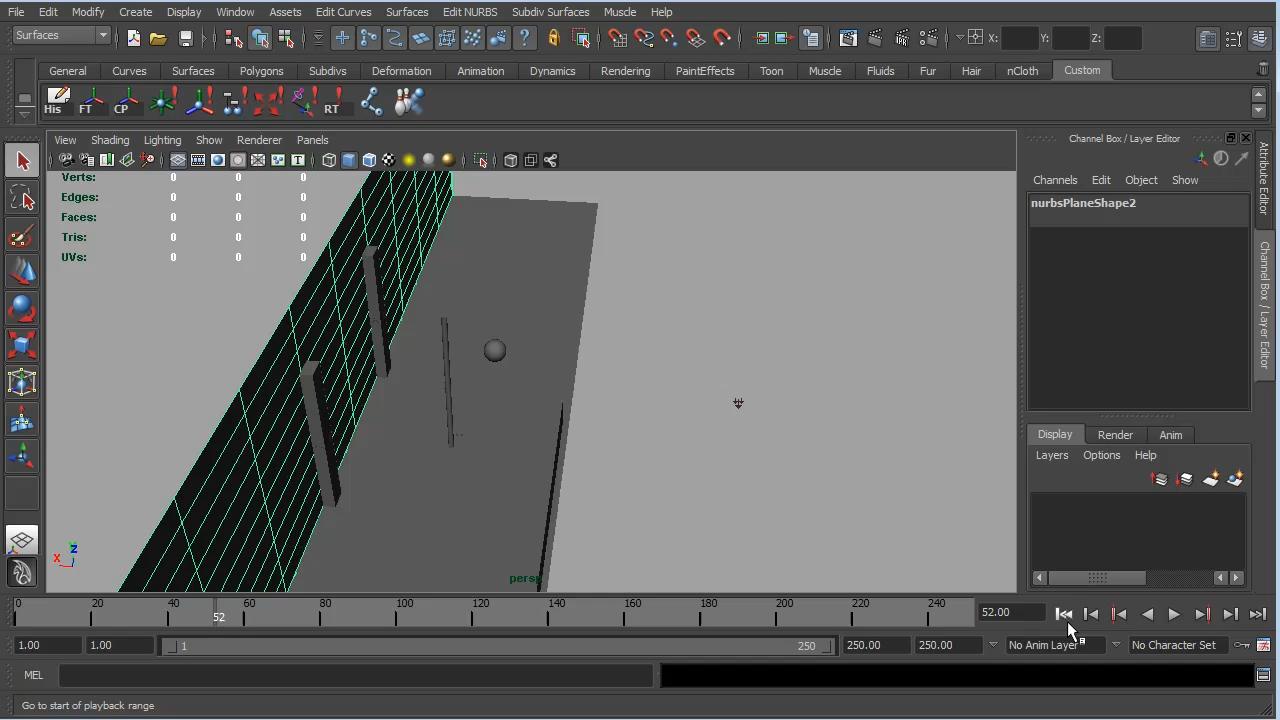 File Edit Modify Create Display Window Assets Edit Curves Surfaces Edit NURBS Subdiv Surfaces Muscle Help
Surfaces X: Y: Z:
General Curves Surfaces Polygons Subdivs Deformation Animation Dynamics Rendering PaintEffects Toon Muscle Fluids Fur Hair nCloth Custom
His FT CP RT
View Shading Lighting Show Renderer Panels
Channel Box / Layer Editor
Verts: 0 0 0
Edges: 0 0 0
Faces: 0 0 0
Tris: 0 0 0
UVs: 0 0 0
Channels Edit Object Show
nurbsPlaneShape2
Attribute Editor
Channel Box / Layer Editor
Display Render Anim
Layers Options Help
X Z
persp
0 20 40 52 60 80 100 120 140 160 180 200 220 240 52.00
1.00 1.00 1 250 250.00 250.00 No Anim Layer No Character Set
MEL
Go to start of playback range